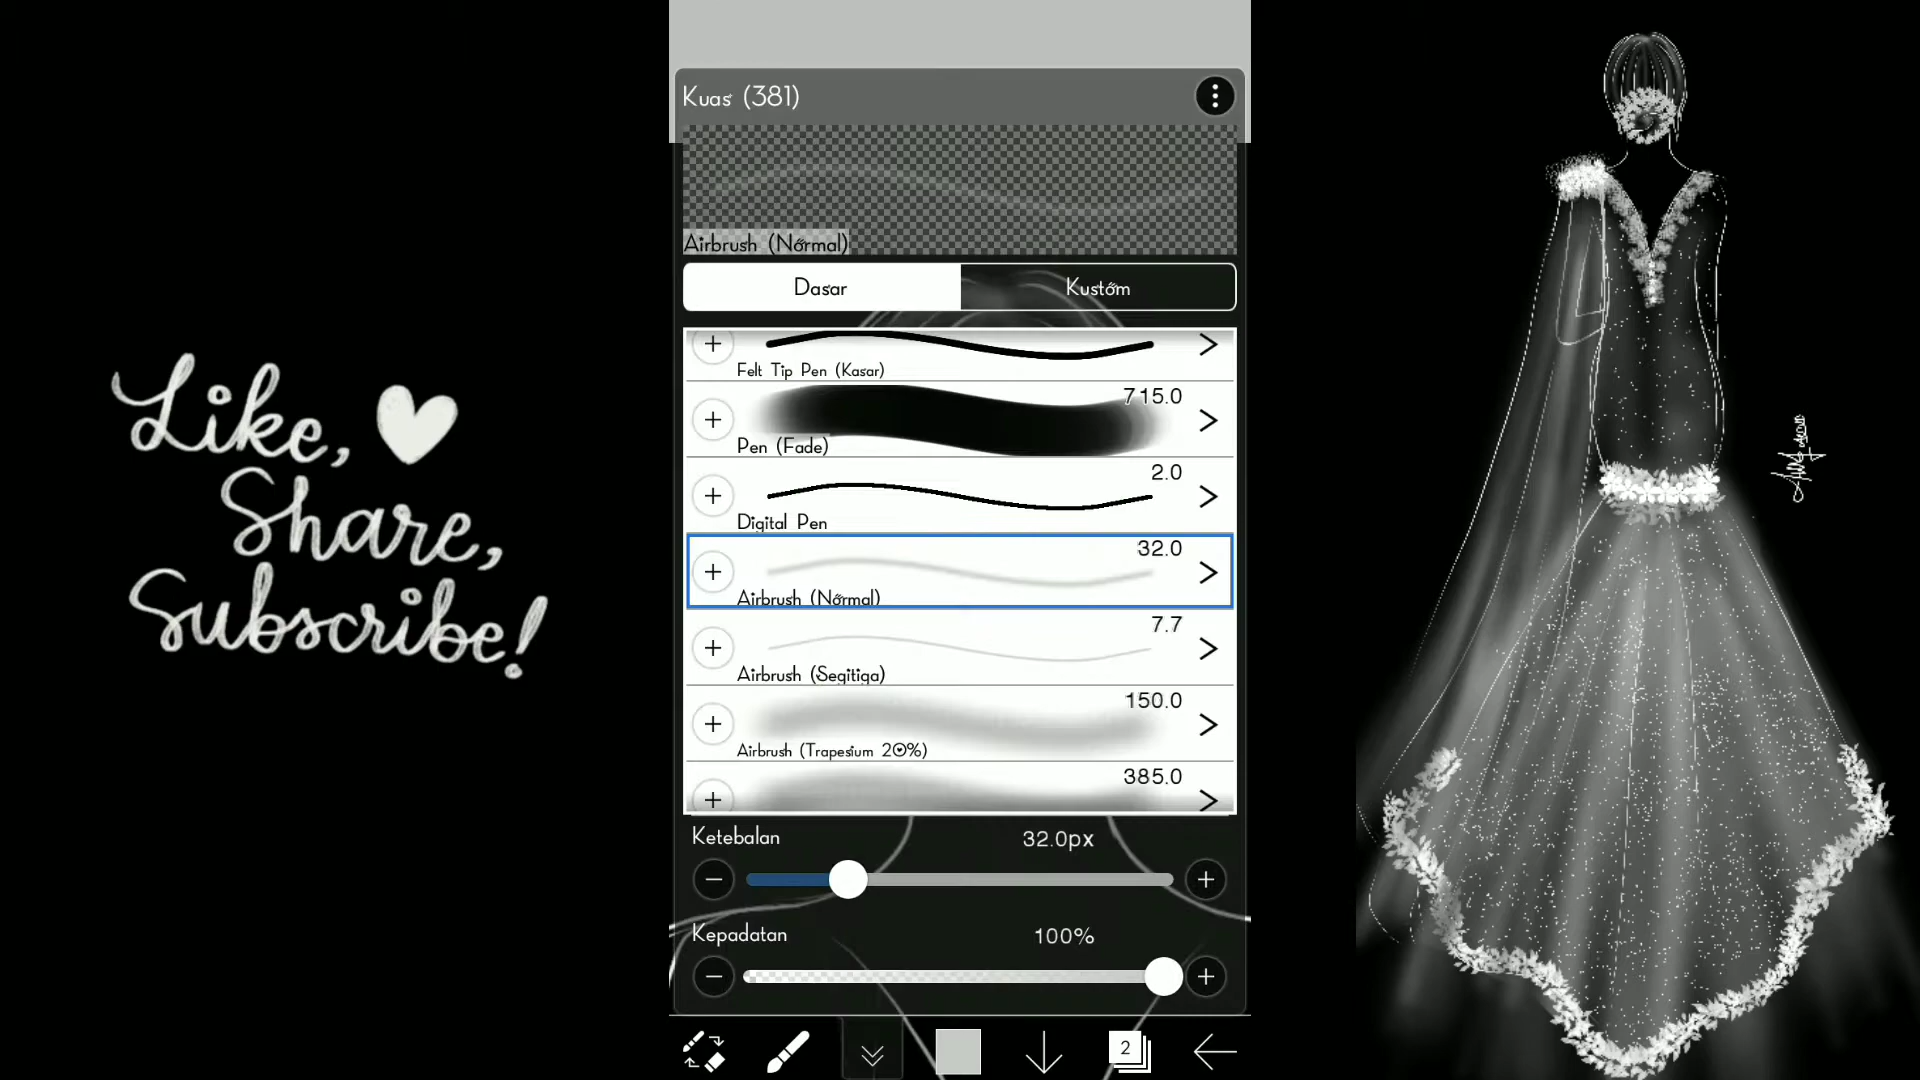 Like,
Share,
Subscribe!
Kuas (381)
Airbrush (Normal)
Dasar
Kustom
Felt Tip Pen (Kasar)
715.0
Pen (Fade)
2.0
Digital Pen
32.0
Airbrush (Normal)
7.7
Airbrush (Segitiga)
150.0
Airbrush (Trapesium 20%)
385.0
Ketebalan
32.0px
Kepadatan
100%
2